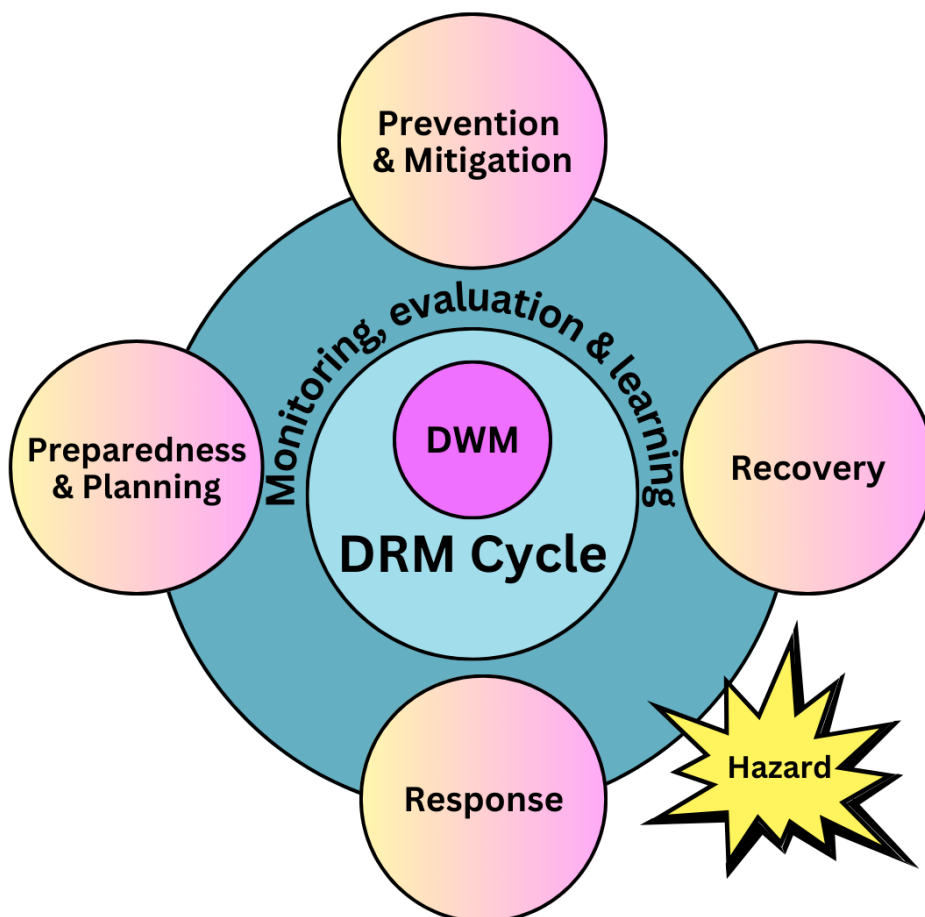 Prevention
& Mitigation
Monitoring, evaluation & learning
DWM
Preparedness
& Planning
Recovery
DRM Cycle
Hazard
Response